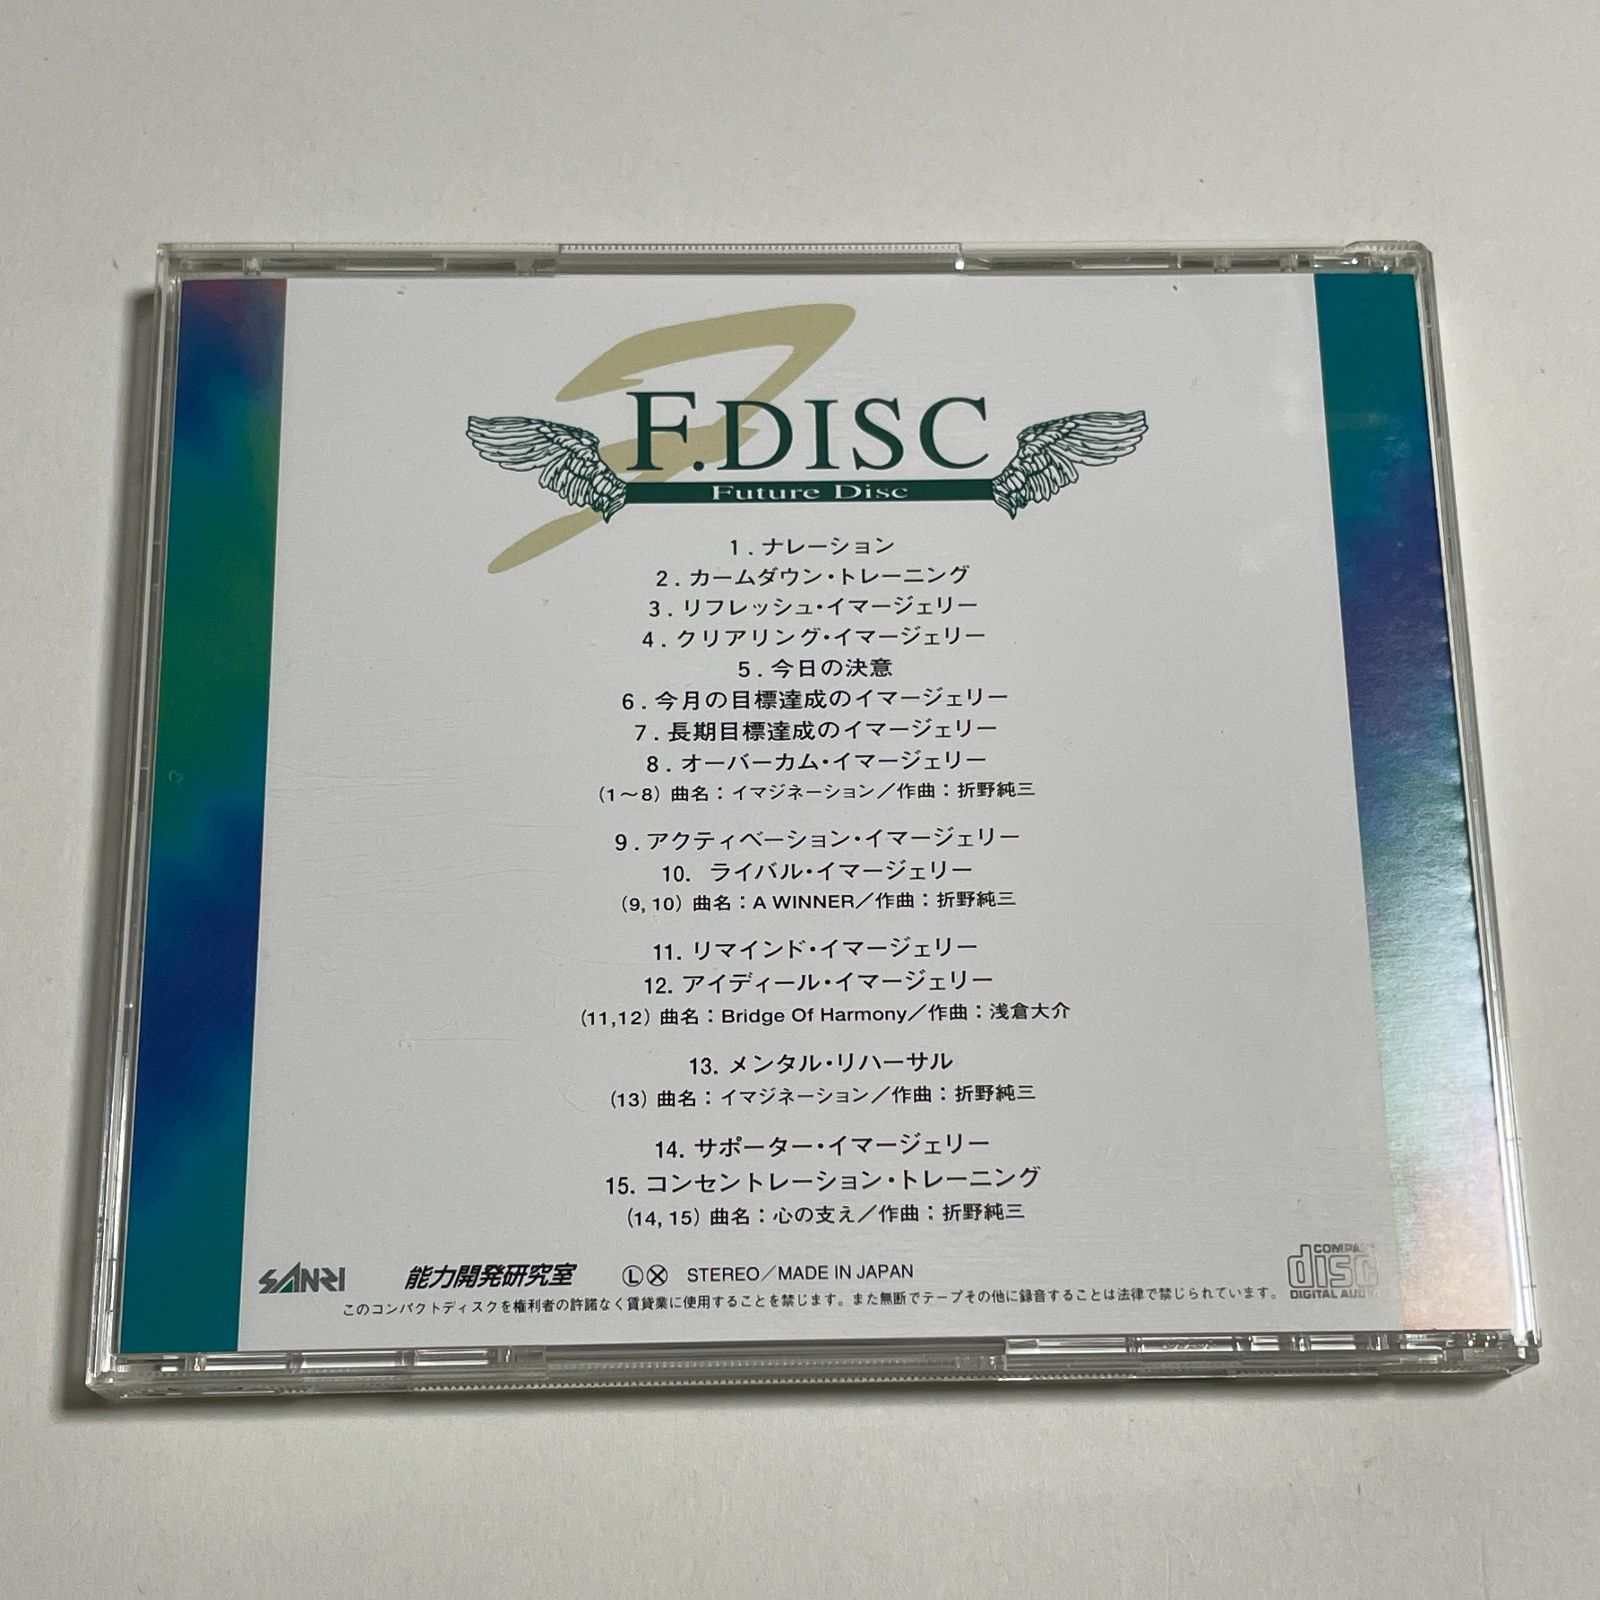 F.DISC
Future Disc
1.ナレーション
2.カームダウン・トレーニング
3.リフレッシュ・イマージェリー
4.クリアリング・イマージェリー
5.今日の決意
6.今月の目標達成のイマージェリー
7.長期目標達成のイマージェリー
8.オーバーカム・イマージェリー
(1〜8) 曲名：イマジネーション／作曲：折野純三
9.アクティベーション・イマージェリー
10. ライバル・イマージェリー
(9, 10) 曲名：A WINNER／作曲：折野純三
11. リマインド・イマージェリー
12. アイディール・イマージェリー
(11,12) 曲名：Bridge Of Harmony／作曲：浅倉大介
13. メンタル・リハーサル
(13) 曲名：イマジネーション／作曲：折野純三
14. サポーター・イマージェリー
15. コンセントレーション・トレーニング
(14, 15) 曲名：心の支え／作曲：折野純三
SANRI 能力開発研究室 Ⓛ Ⓧ STEREO／MADE IN JAPAN
COMPACT disc DIGITAL AUDIO
このコンパクトディスクを権利者の許諾なく賃貸業に使用することを禁じます。また無断でテープその他に録音することは法律で禁じられています。